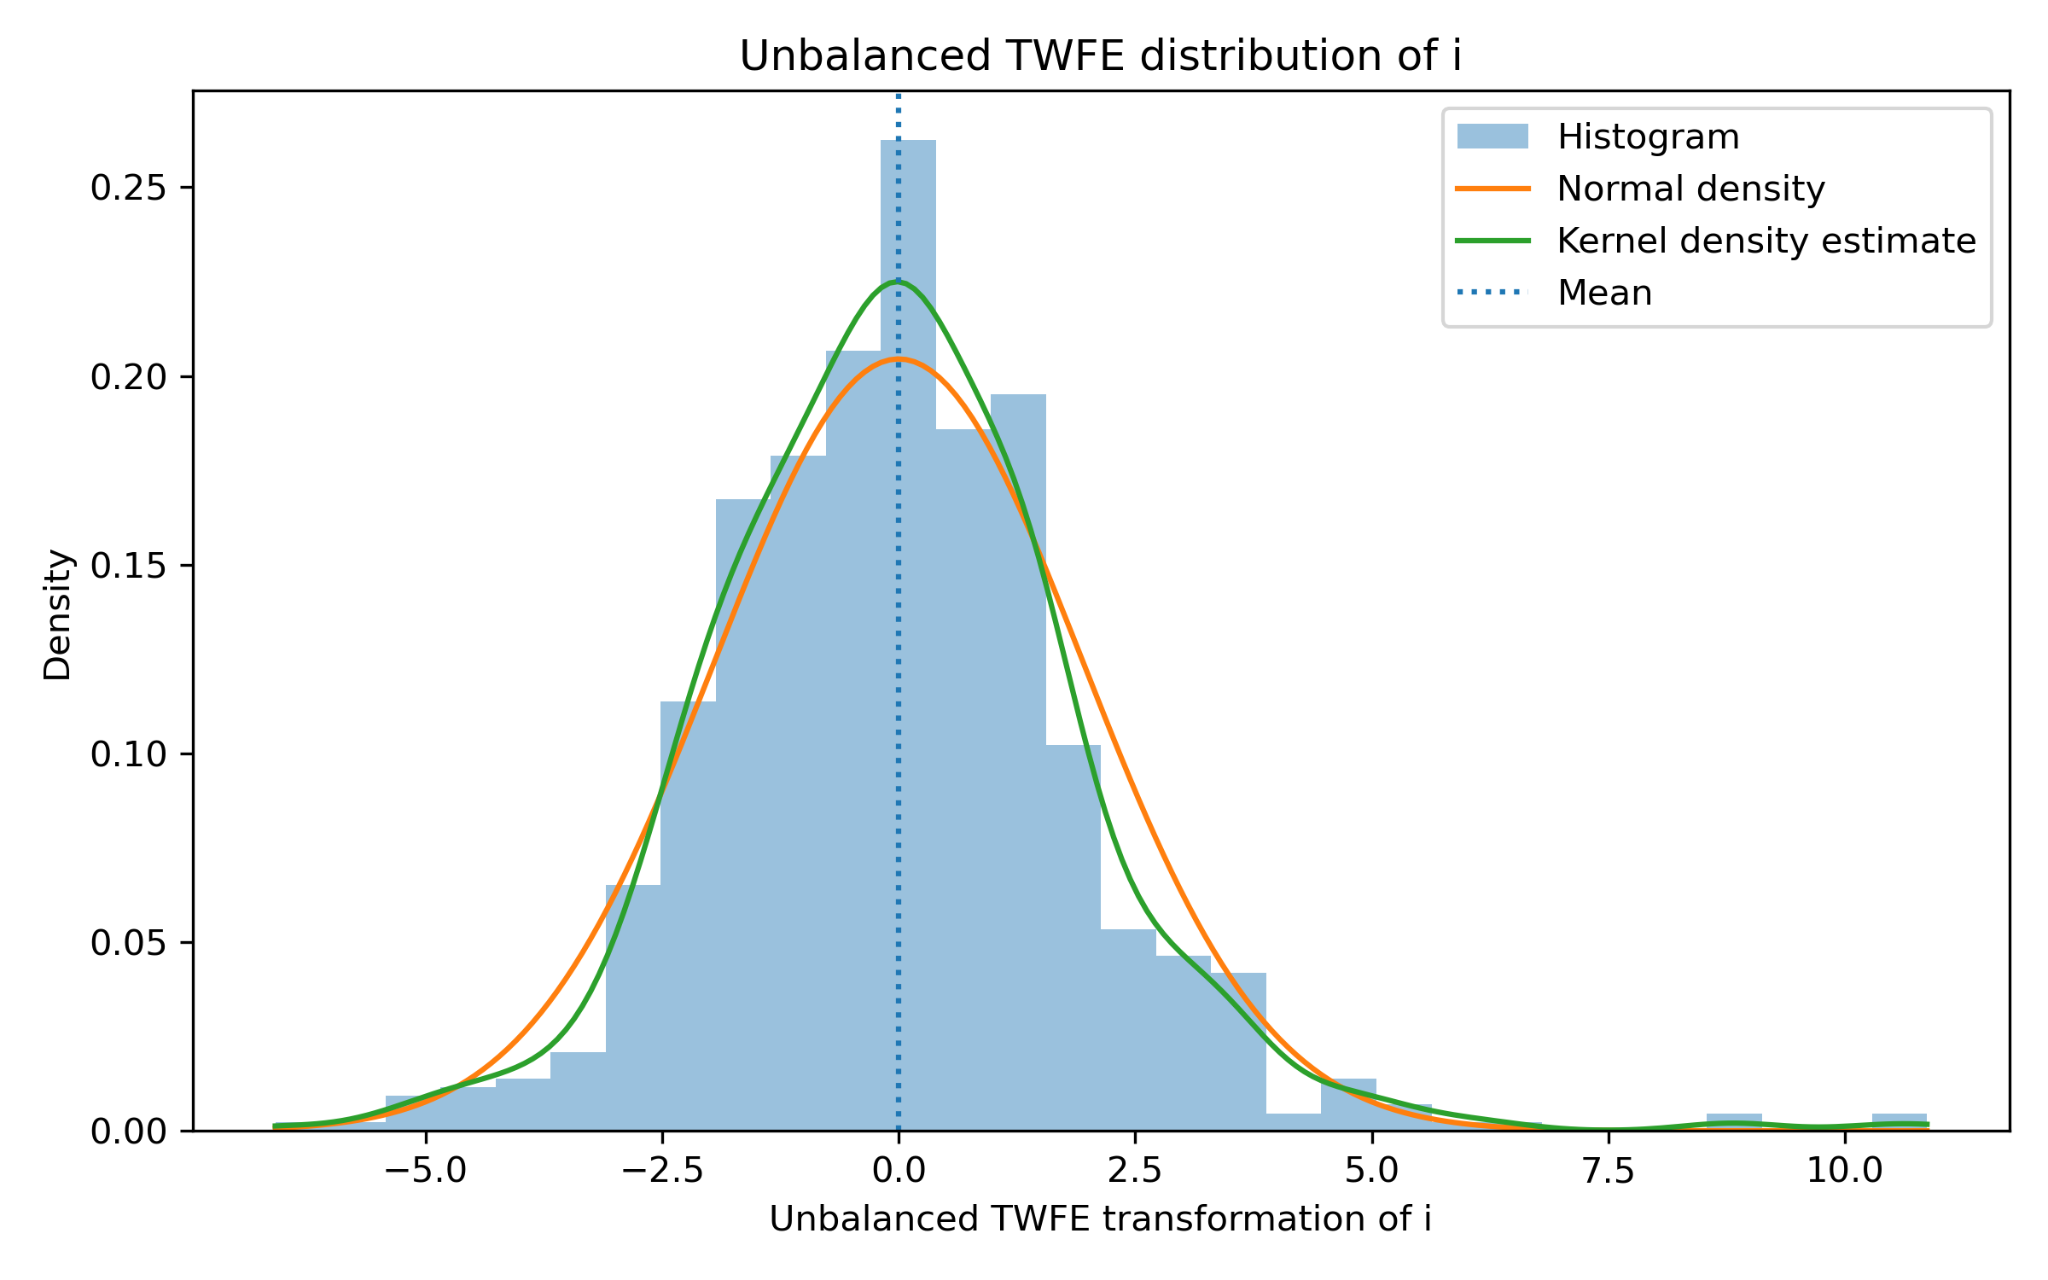 Unbalanced TWFE distribution of i
Histogram
Normal density
Kernel density estimate
Mean
Density
0.25
0.20
0.15
0.10
0.05
0.00
−5.0 −2.5 0.0 2.5 5.0 7.5 10.0
Unbalanced TWFE transformation of i